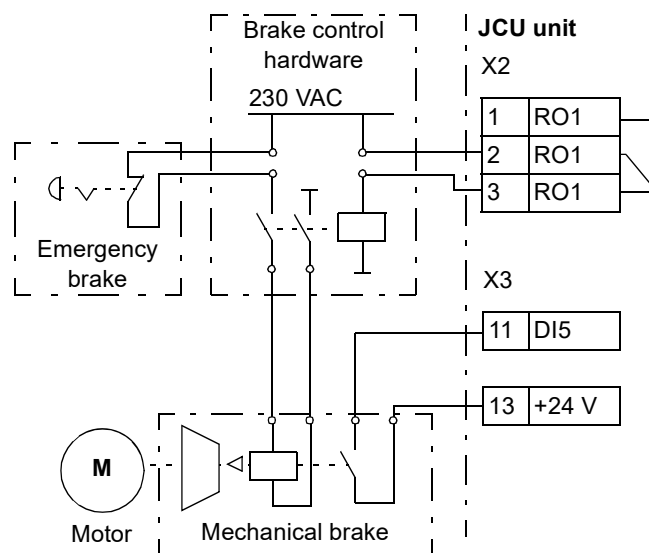 Brake control
hardware
JCU unit
X2
230 VAC
1 RO1
2 RO1
3 RO1
Emergency
brake
X3
11 DI5
13 +24 V
M
Motor
Mechanical brake